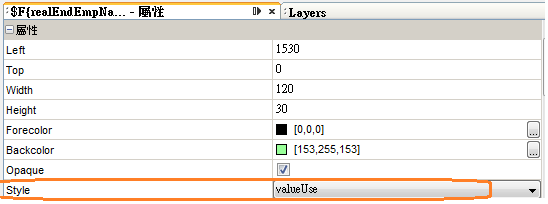 $F{realEndEmpNa... - 屬性 Layers
屬性
Left 1530
Top 0
Width 120
Height 30
Forecolor [0,0,0] ...
Backcolor [153,255,153] ...
Opaque
Style valueUse